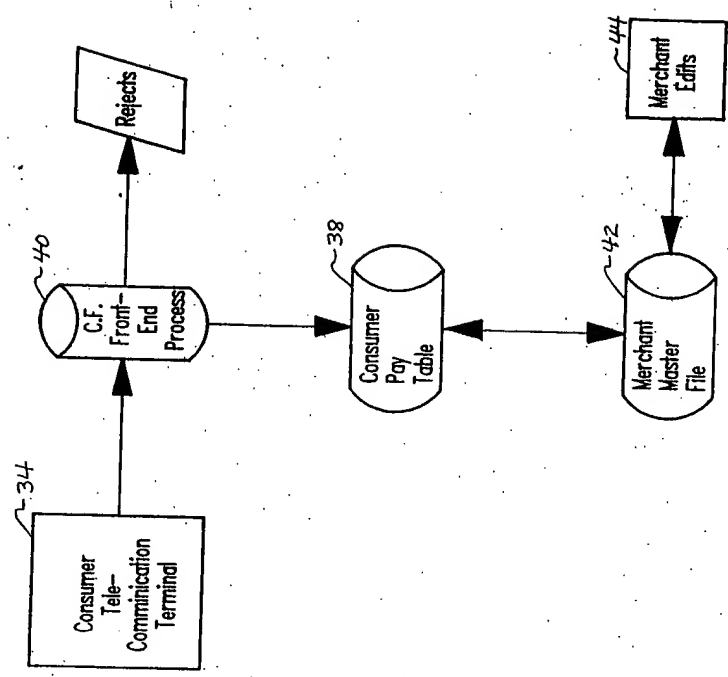 34
Consumer
Tele-
Comminication
Terminal
40
C.F.
Front-
End
Process
Rejects
38
Consumer
Pay
Table
42
Merchant
Master
File
44
Merchant
Edits